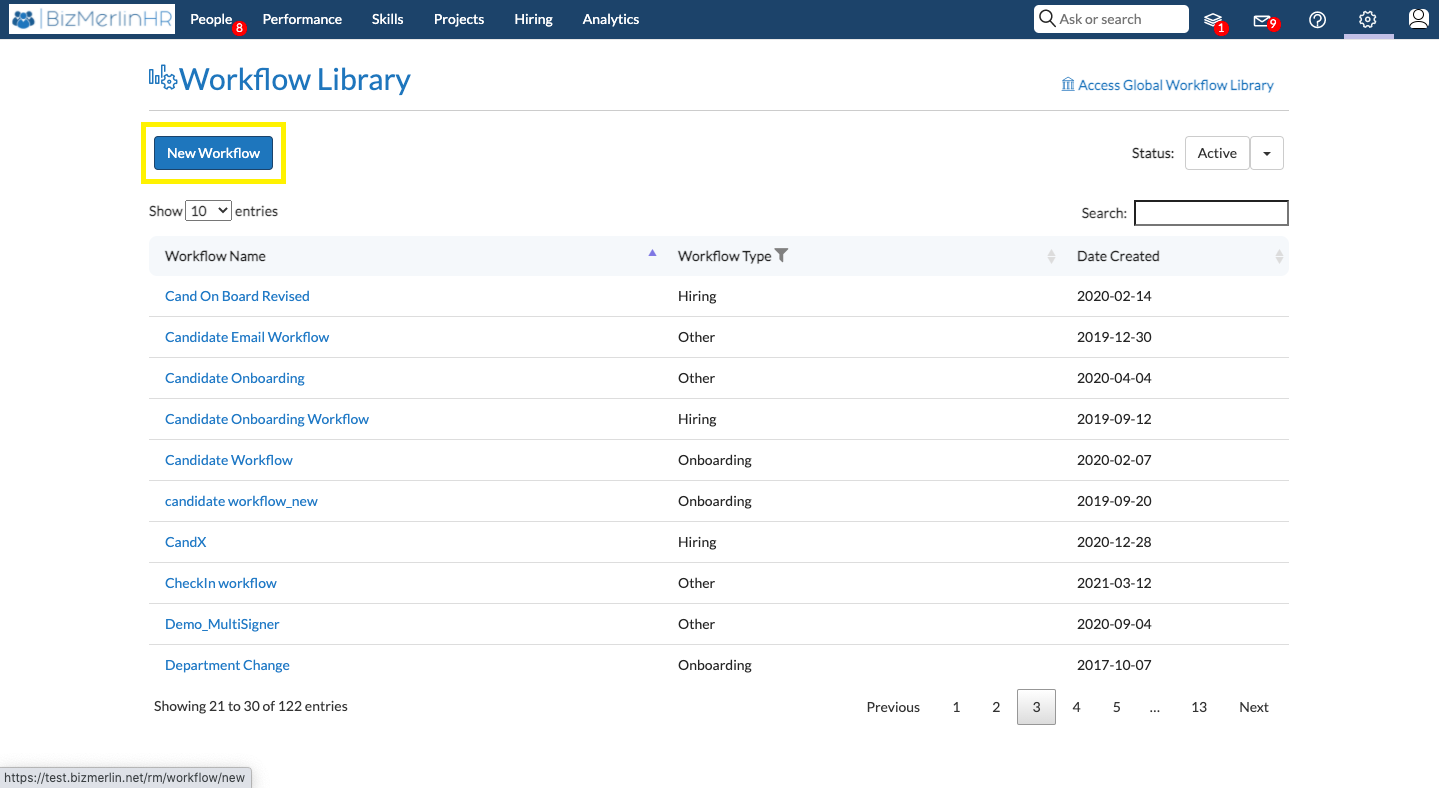 BizMerlinHR People 8 Performance Skills Projects Hiring Analytics Ask or search 1 9
Workflow Library
Access Global Workflow Library
New Workflow Status: Active
Show 10 entries Search:
Workflow Name Workflow Type Date Created
Cand On Board Revised Hiring 2020-02-14
Candidate Email Workflow Other 2019-12-30
Candidate Onboarding Other 2020-04-04
Candidate Onboarding Workflow Hiring 2019-09-12
Candidate Workflow Onboarding 2020-02-07
candidate workflow_new Onboarding 2019-09-20
CandX Hiring 2020-12-28
CheckIn workflow Other 2021-03-12
Demo_MultiSigner Other 2020-09-04
Department Change Onboarding 2017-10-07
Showing 21 to 30 of 122 entries Previous 1 2 3 4 5 ... 13 Next
https://test.bizmerlin.net/rm/workflow/new